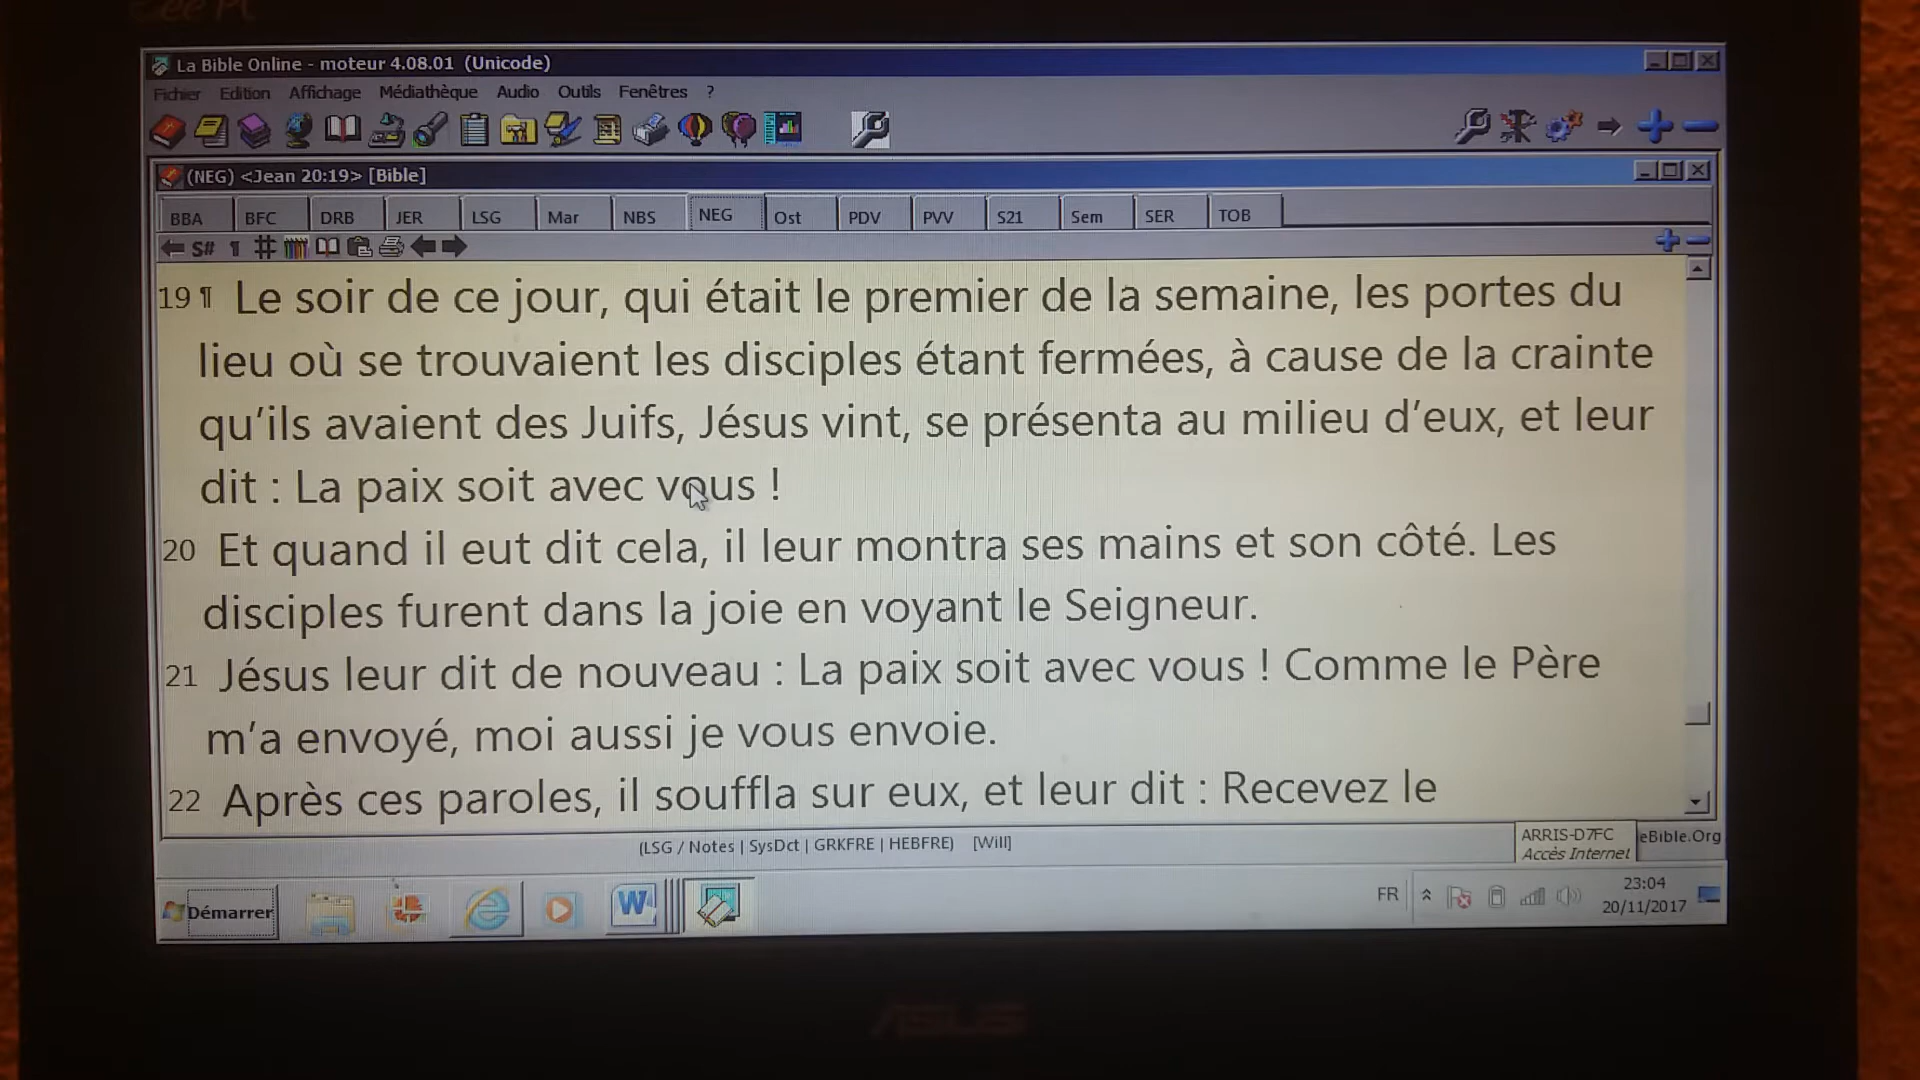 Eee PC
La Bible Online - moteur 4.08.01 (Unicode)
Fichier Edition Affichage Médiathèque Audio Outils Fenêtres ?
(NEG) <Jean 20:19> [Bible]
BBA BFC DRB JER LSG Mar NBS NEG Ost PDV PVV S21 Sem SER TOB
S# ¶ #
19 ¶ Le soir de ce jour, qui était le premier de la semaine, les portes du
lieu où se trouvaient les disciples étant fermées, à cause de la crainte
qu’ils avaient des Juifs, Jésus vint, se présenta au milieu d’eux, et leur
dit : La paix soit avec vous !
20 Et quand il eut dit cela, il leur montra ses mains et son côté. Les
disciples furent dans la joie en voyant le Seigneur.
21 Jésus leur dit de nouveau : La paix soit avec vous ! Comme le Père
m’a envoyé, moi aussi je vous envoie.
22 Après ces paroles, il souffla sur eux, et leur dit : Recevez le
(LSG / Notes | SysDct | GRKFRE | HEBFRE) [Will]
ARRIS-D7FC
Accès Internet
eBible.Org
Démarrer
W
FR
23:04
20/11/2017
ASUS